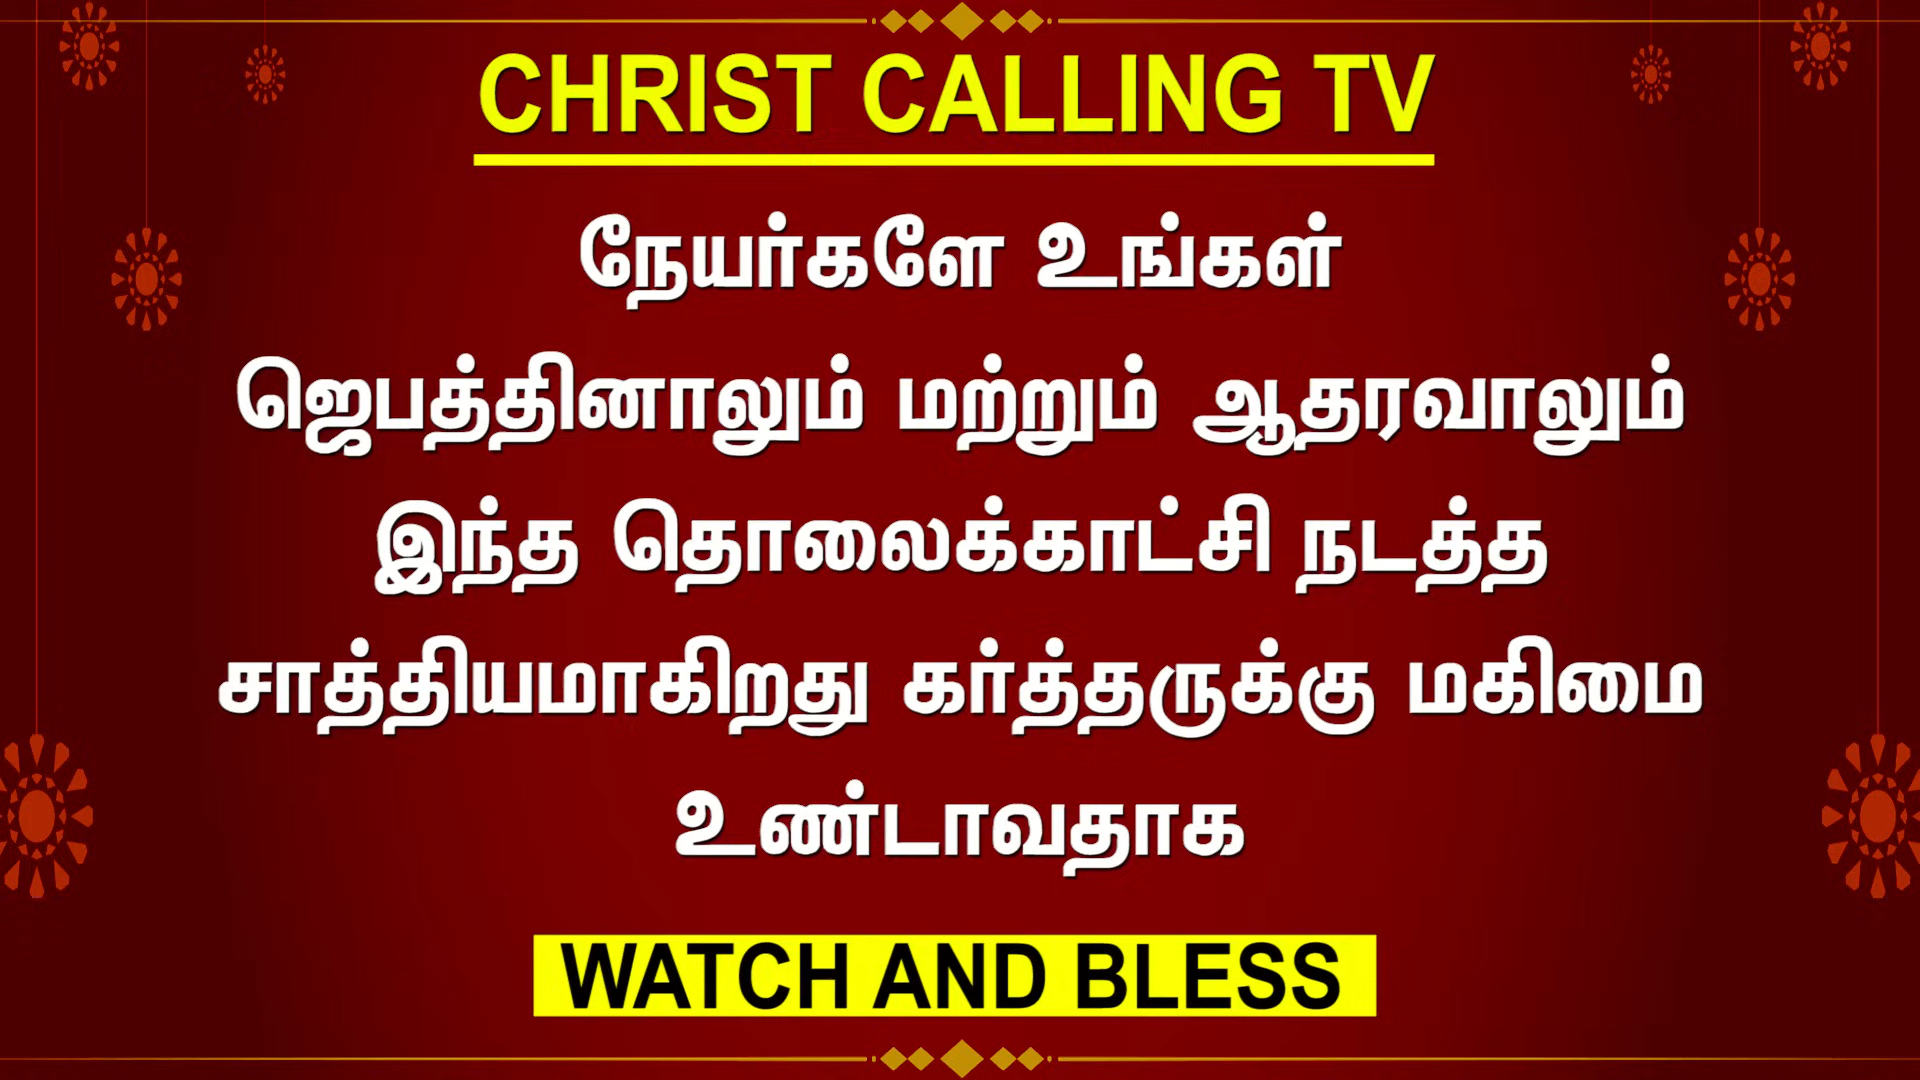 CHRIST CALLING TV
நேயர்களே உங்கள்
ஜெபத்தினாலும் மற்றும் ஆதரவாலும்
இந்த தொலைக்காட்சி நடத்த
சாத்தியமாகிறது கர்த்தருக்கு மகிமை
உண்டாவதாக
WATCH AND BLESS